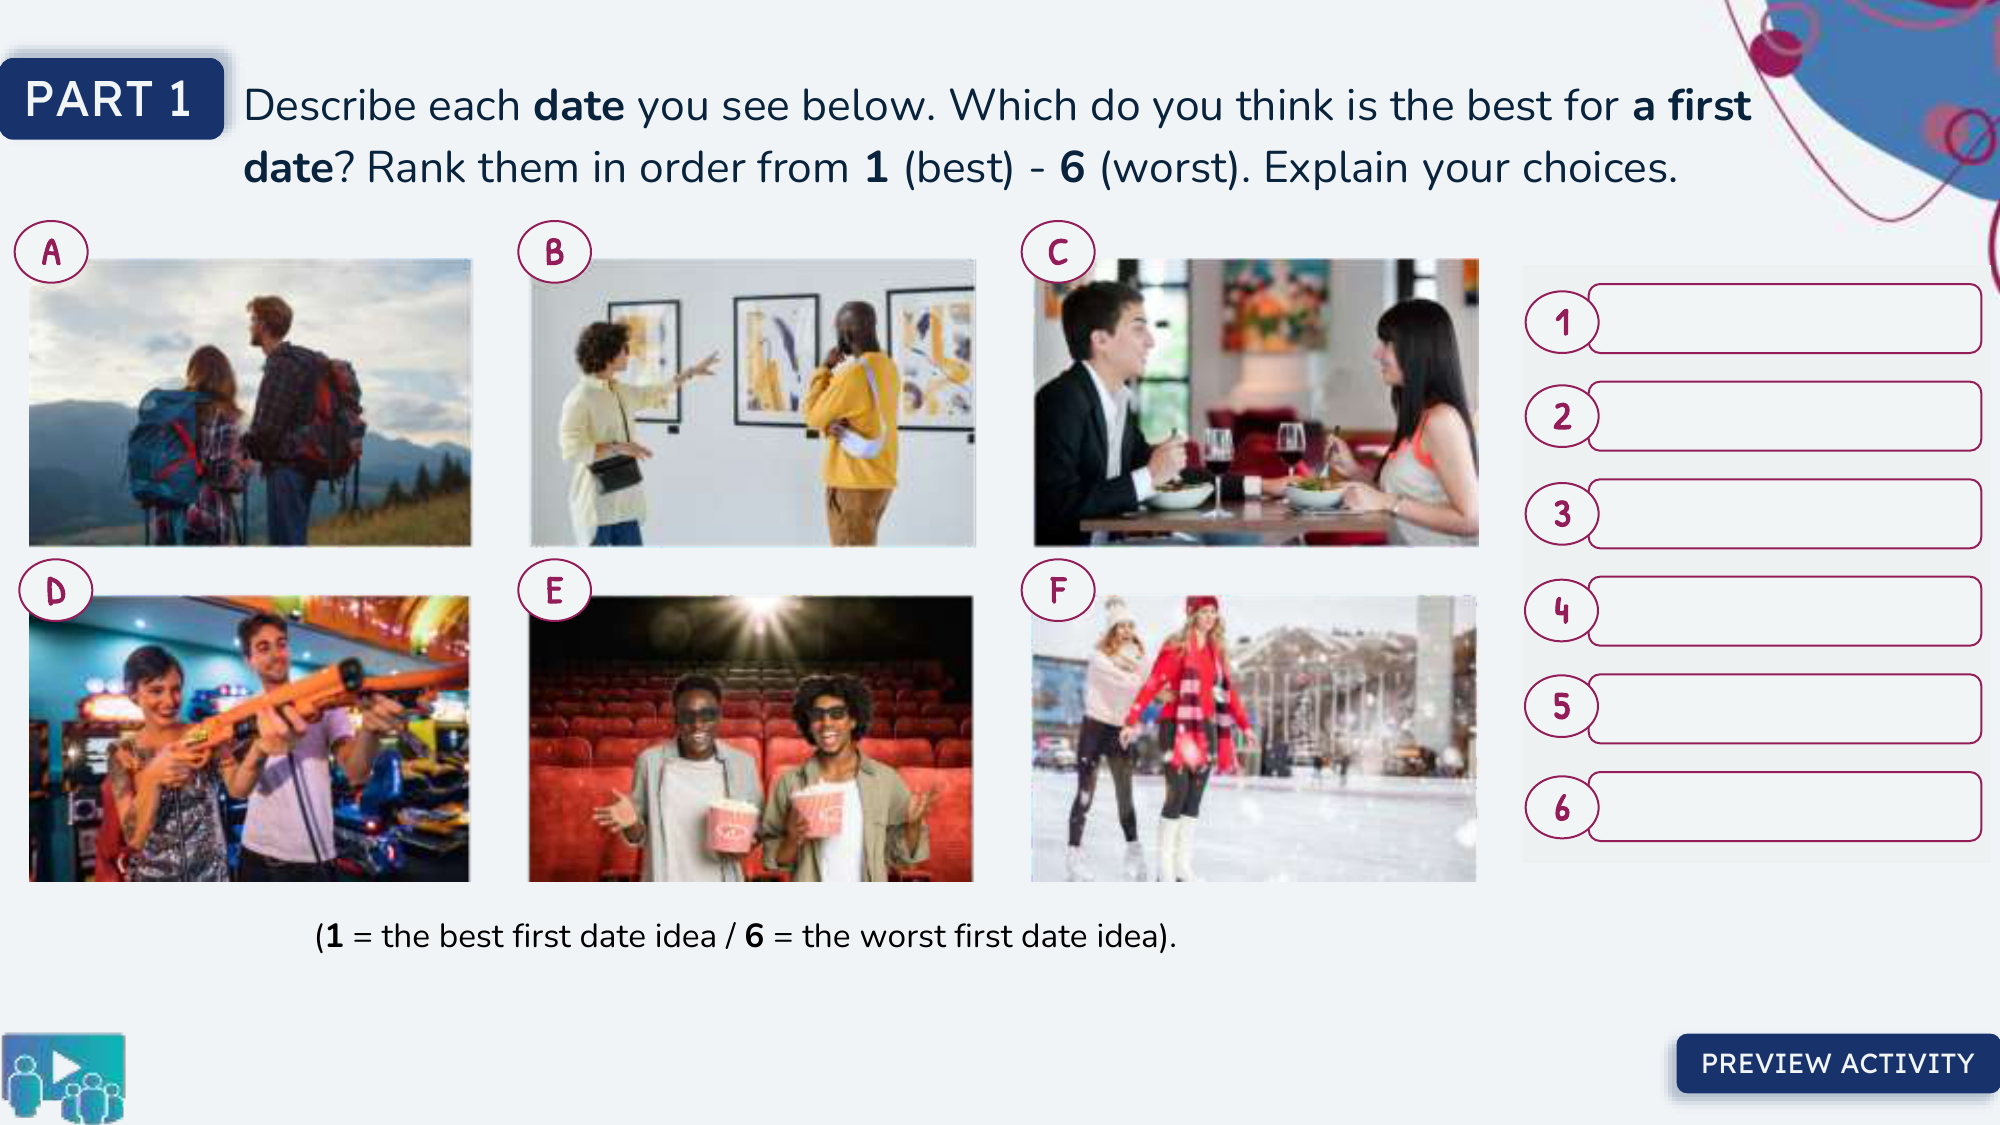 PART 1
Describe each date you see below. Which do you think is the best for a first
date? Rank them in order from 1 (best) - 6 (worst). Explain your choices.
A
B
C
D
E
F
1
2
3
4
5
6
(1 = the best first date idea / 6 = the worst first date idea).
PREVIEW ACTIVITY